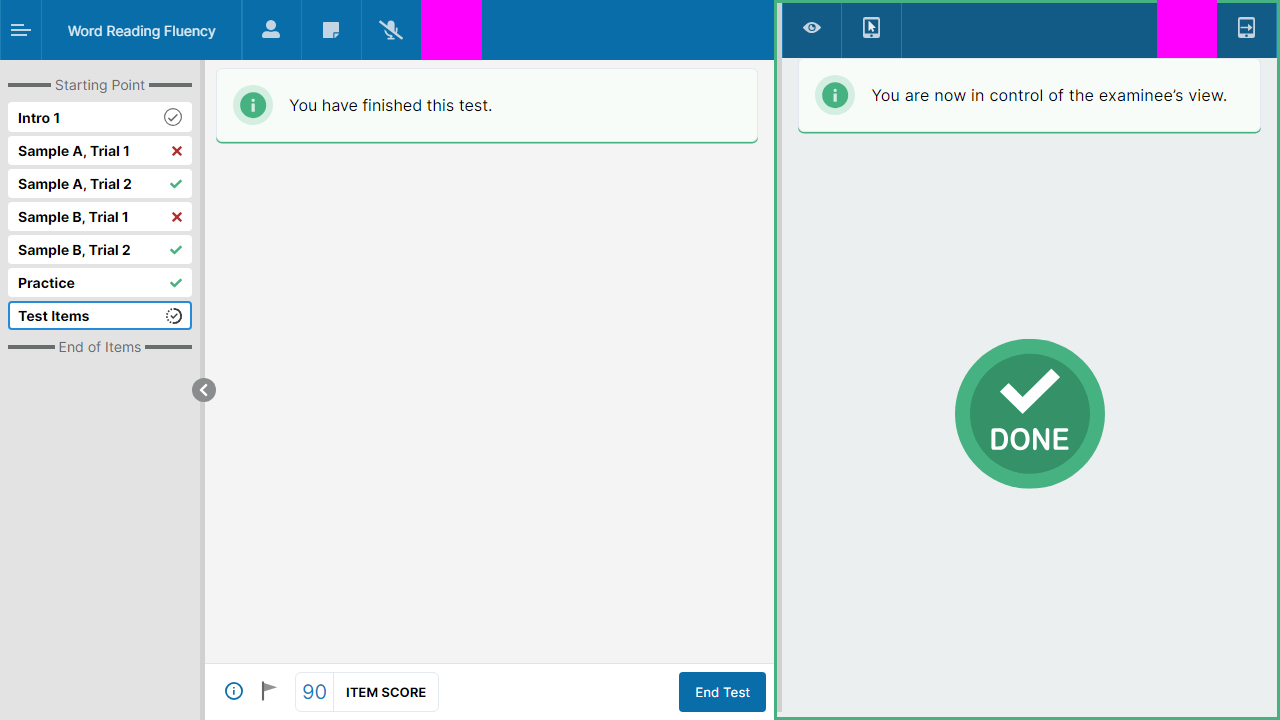 Word Reading Fluency
Starting Point
Intro 1
Sample A, Trial 1
Sample A, Trial 2
Sample B, Trial 1
Sample B, Trial 2
Practice
Test Items
End of Items
You have finished this test.
90 ITEM SCORE
End Test
You are now in control of the examinee’s view.
DONE